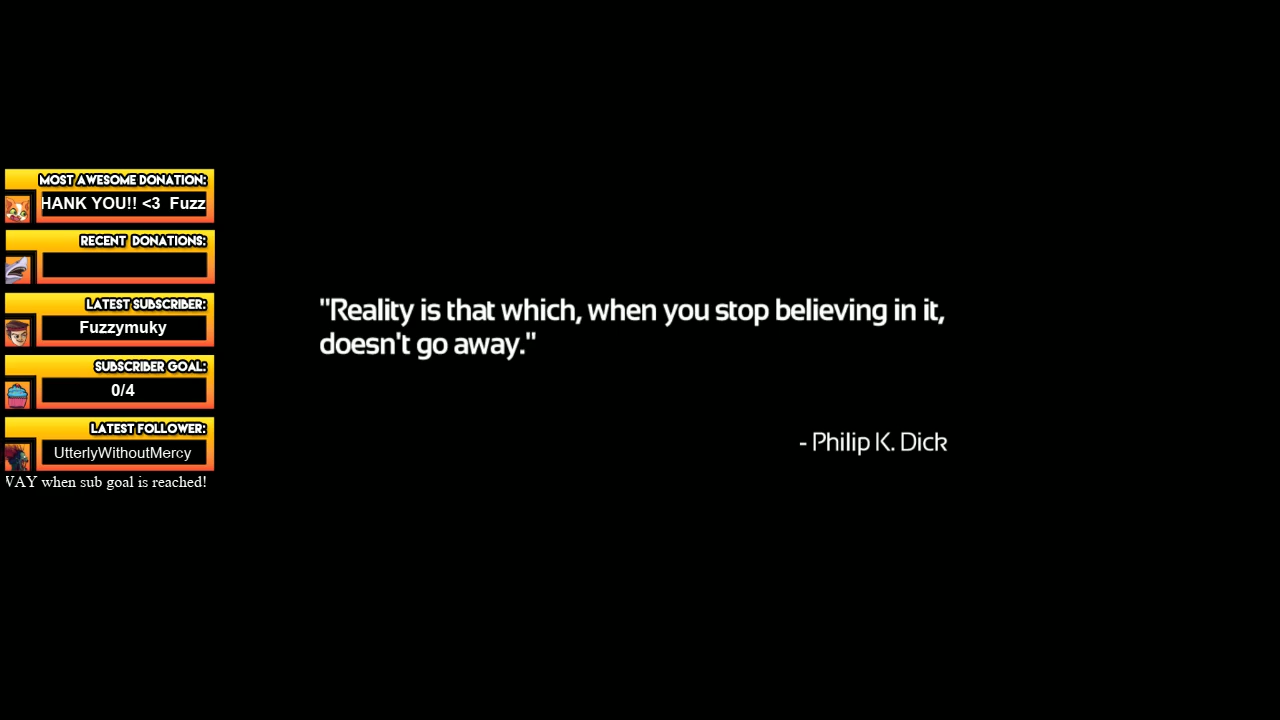 MOST AWESOME DONATION:
HANK YOU!! <3 Fuzz
RECENT DONATIONS:
LATEST SUBSCRIBER:
Fuzzymuky
SUBSCRIBER GOAL:
0/4
LATEST FOLLOWER:
UtterlyWithoutMercy
WAY when sub goal is reached!
"Reality is that which, when you stop believing in it,
doesn't go away."
- Philip K. Dick